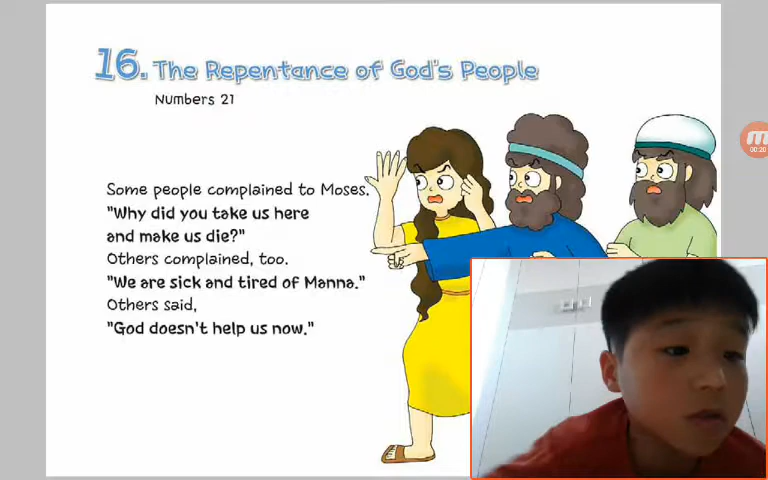 16. The Repentance of God's People
Numbers 21
Some people complained to Moses.
"Why did you take us here
and make us die?"
Others complained, too.
"We are sick and tired of Manna."
Others said,
"God doesn't help us now."
M
00:20